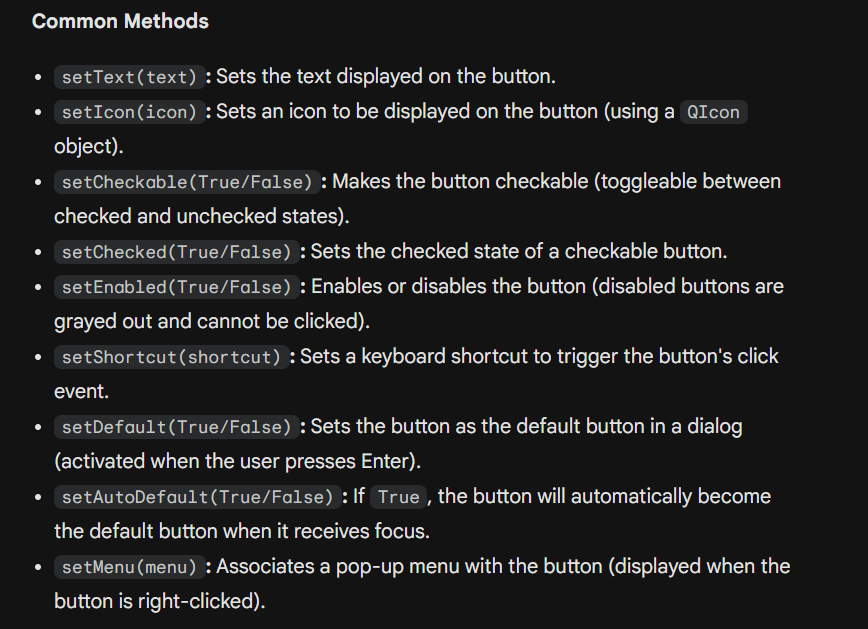 Common Methods
• setText(text) : Sets the text displayed on the button.
• setIcon(icon) : Sets an icon to be displayed on the button (using a QIcon
object).
• setCheckable(True/False) : Makes the button checkable (toggleable between
checked and unchecked states).
• setChecked(True/False) : Sets the checked state of a checkable button.
• setEnabled(True/False) : Enables or disables the button (disabled buttons are
grayed out and cannot be clicked).
• setShortcut(shortcut) : Sets a keyboard shortcut to trigger the button's click
event.
• setDefault(True/False) : Sets the button as the default button in a dialog
(activated when the user presses Enter).
• setAutoDefault(True/False) : If True , the button will automatically become
the default button when it receives focus.
• setMenu(menu) : Associates a pop-up menu with the button (displayed when the
button is right-clicked).